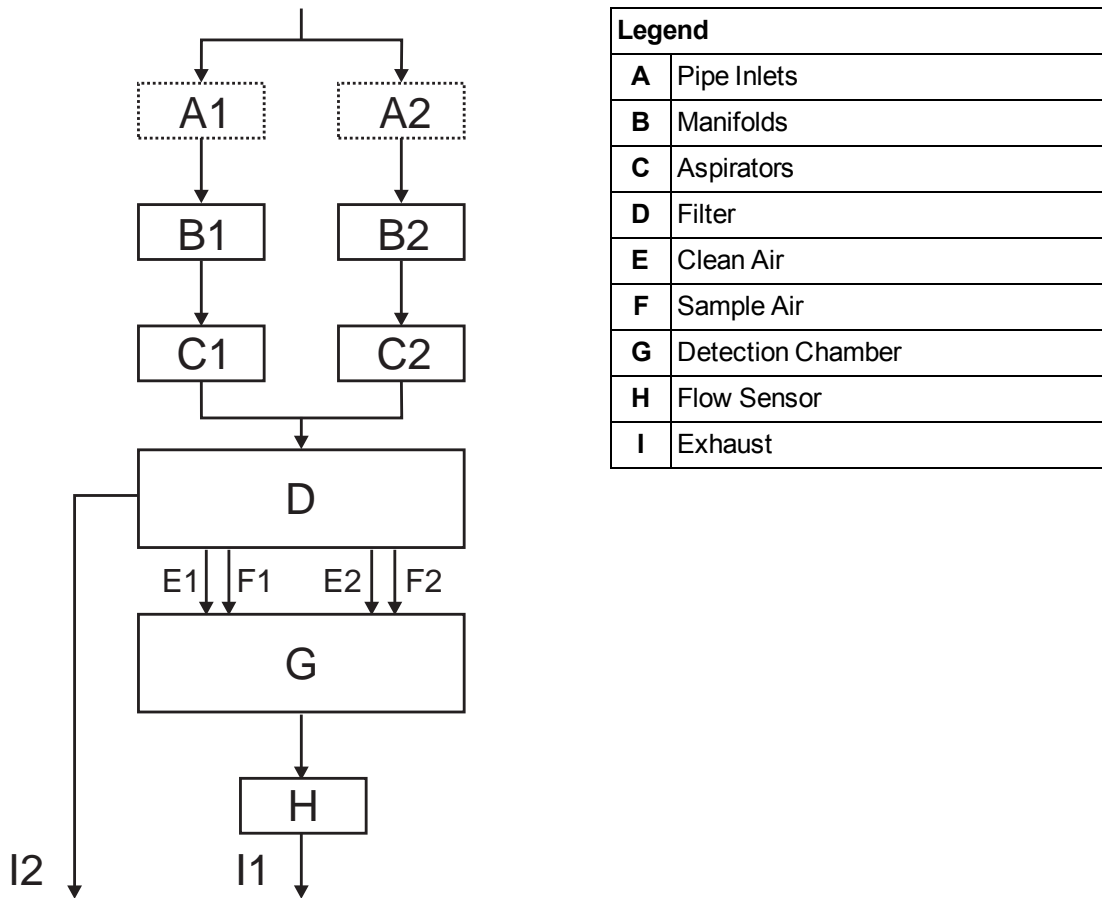 A1 A2
B1 B2
C1 C2
D
E1 F1 E2 F2
G
H
I2 I1
Legend
A Pipe Inlets
B Manifolds
C Aspirators
D Filter
E Clean Air
F Sample Air
G Detection Chamber
H Flow Sensor
I Exhaust